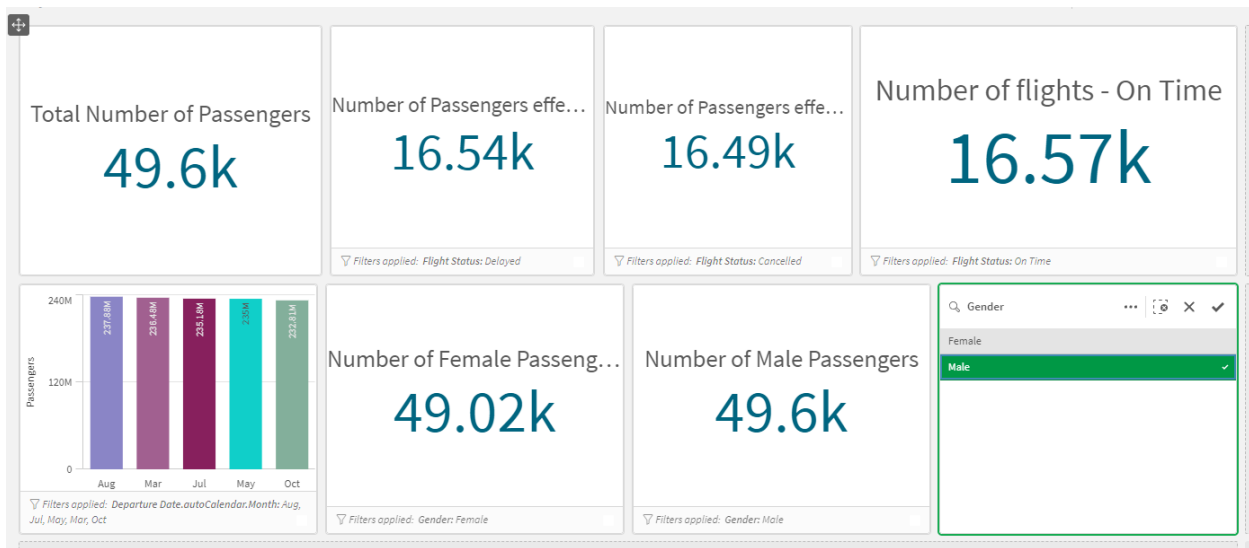 Total Number of Passengers
49.6k
Number of Passengers effe...
16.54k
Filters applied: Flight Status: Delayed
Number of Passengers effe...
16.49k
Filters applied: Flight Status: Cancelled
Number of flights - On Time
16.57k
Filters applied: Flight Status: On Time
Passengers
240M
120M
0
237.88M
236.48M
235.18M
235M
232.81M
Aug
Mar
Jul
May
Oct
Filters applied: Departure Date.autoCalendar.Month: Aug,
Jul, May, Mar, Oct
Number of Female Passeng...
49.02k
Filters applied: Gender: Female
Number of Male Passengers
49.6k
Filters applied: Gender: Male
Gender
Female
Male